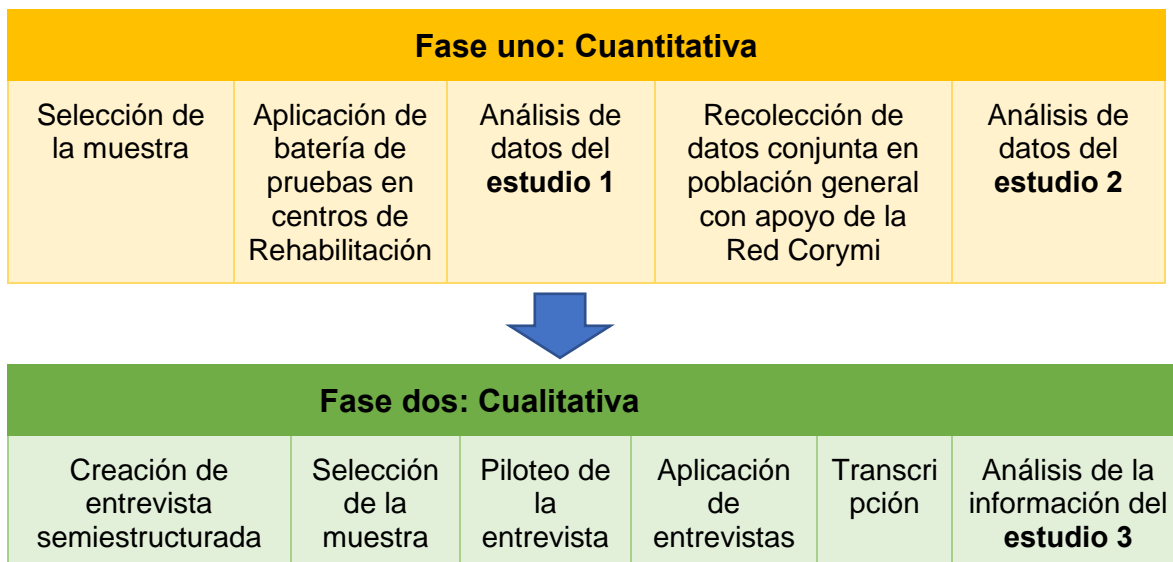 Fase uno: Cuantitativa
Selección de
la muestra
Aplicación de
batería de
pruebas en
centros de
Rehabilitación
Análisis de
datos del
estudio 1
Recolección de
datos conjunta en
población general
con apoyo de la
Red Corymi
Análisis de
datos del
estudio 2
Fase dos: Cualitativa
Creación de
entrevista
semiestructurada
Selección
de la
muestra
Piloteo de
la
entrevista
Aplicación
de
entrevistas
Transcri
pción
Análisis de la
información del
estudio 3